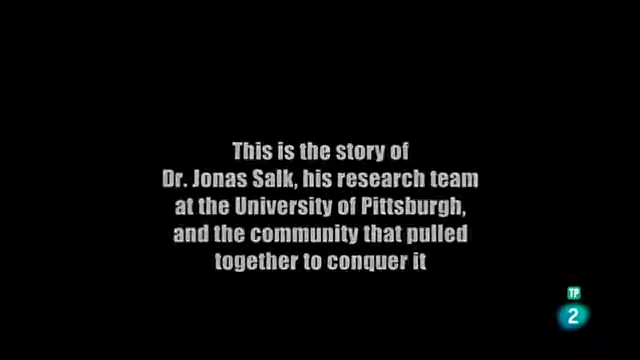 This is the story of
Dr. Jonas Salk, his research team
at the University of Pittsburgh,
and the community that pulled
together to conquer it
TP
2